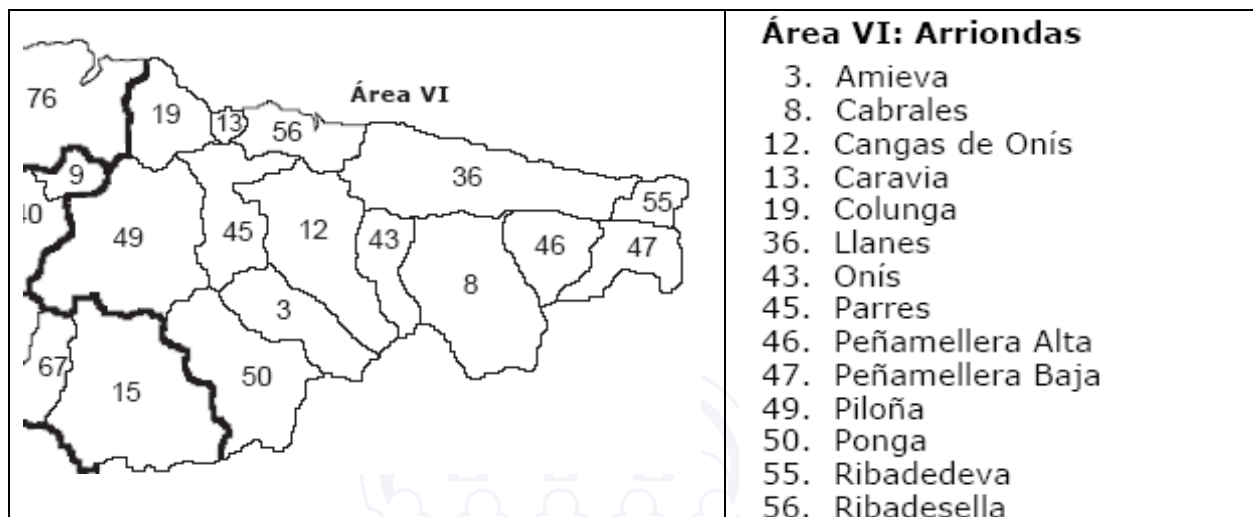 Área VI
76
19
13
56
9
36
55
40
49
45
12
43
46
47
8
3
67
15
50
Área VI: Arriondas
3. Amieva
8. Cabrales
12. Cangas de Onís
13. Caravia
19. Colunga
36. Llanes
43. Onís
45. Parres
46. Peñamellera Alta
47. Peñamellera Baja
49. Piloña
50. Ponga
55. Ribadedeva
56. Ribadesella